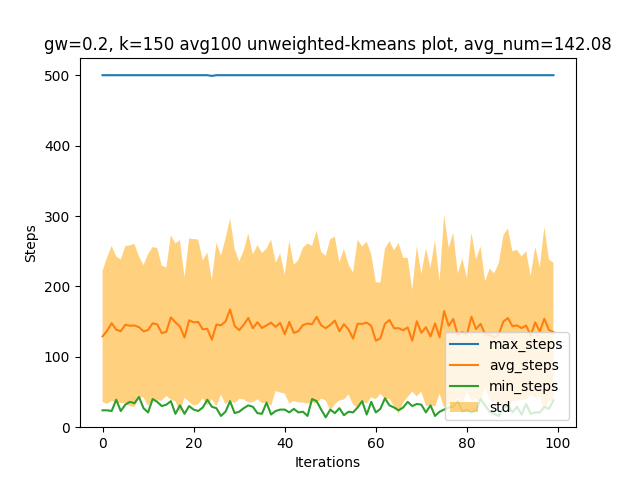 gw=0.2, k=150 avg100 unweighted-kmeans plot, avg_num=142.08
500
400
300
200
100
0
Steps
0
20
40
60
80
100
Iterations
max_steps
avg_steps
min_steps
std